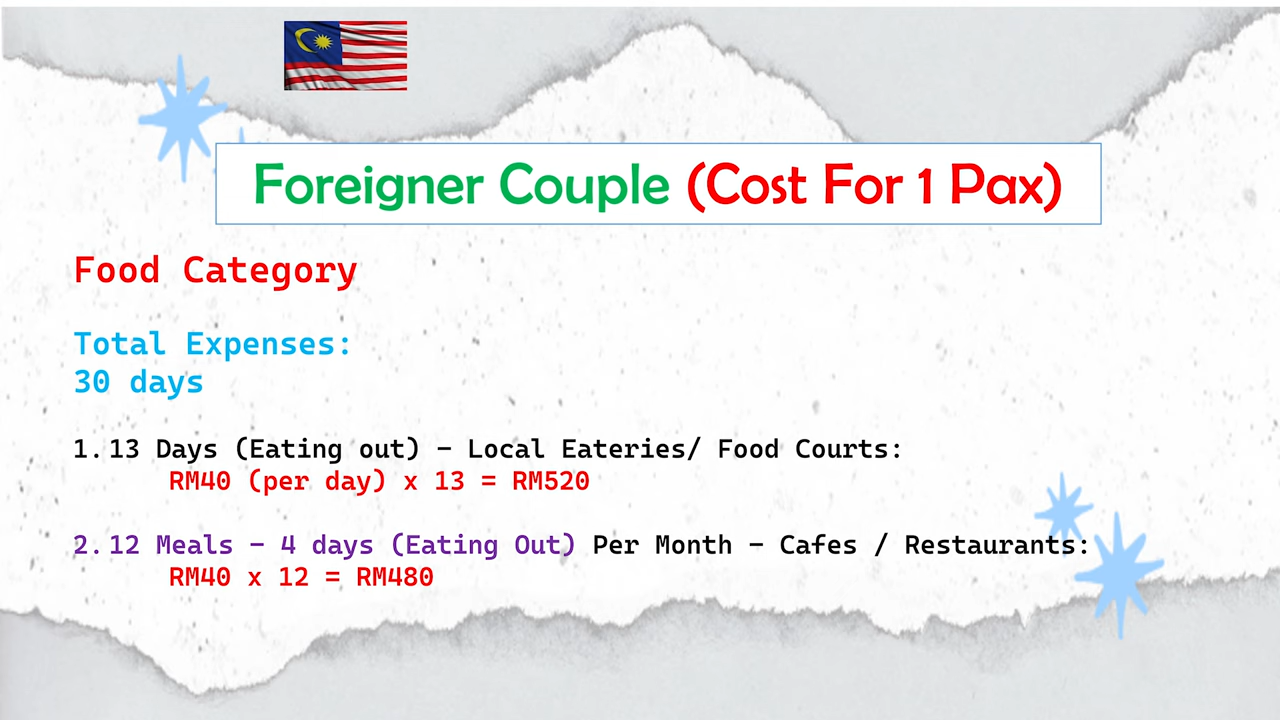 Foreigner Couple (Cost For 1 Pax)
Food Category
Total Expenses:
30 days
1. 13 Days (Eating out) – Local Eateries/ Food Courts:
RM40 (per day) x 13 = RM520
2. 12 Meals – 4 days (Eating Out) Per Month – Cafes / Restaurants:
RM40 x 12 = RM480